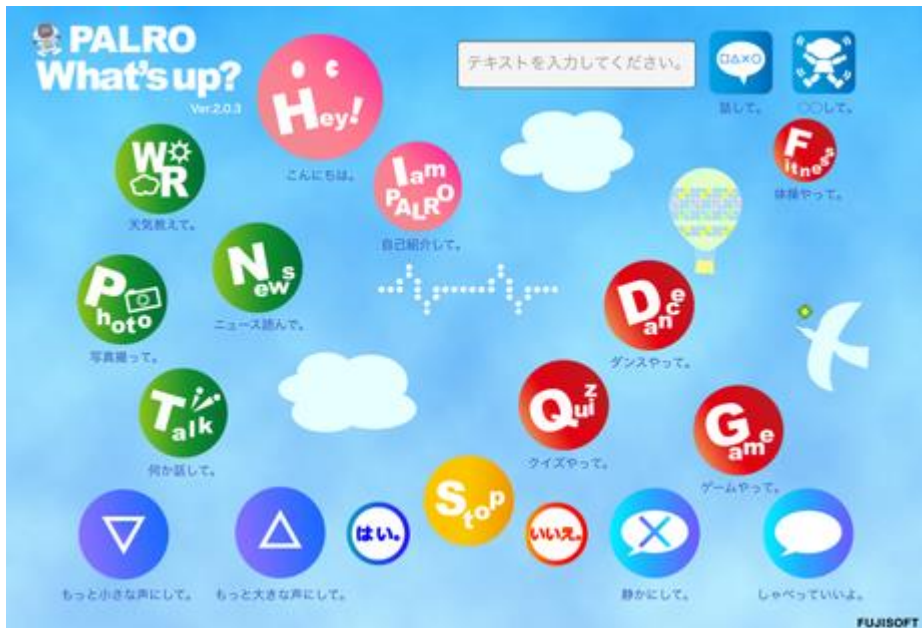 PALRO
What's up?
Ver.2.0.3
Hey!
こんにちは。
テキストを入力してください。
□△×○
話して。
○○して。
WR
天気教えて。
I am PALRO
自己紹介して。
Fitness
体操やって。
Photo
写真撮って。
News
ニュース読んで。
Dance
ダンスやって。
Talk
何か話して。
Quiz
クイズやって。
Game
ゲームやって。
もっと小さな声にして。
もっと大きな声にして。
はい。
Stop
いいえ。
静かにして。
しゃべっていいよ。
FUJISOFT